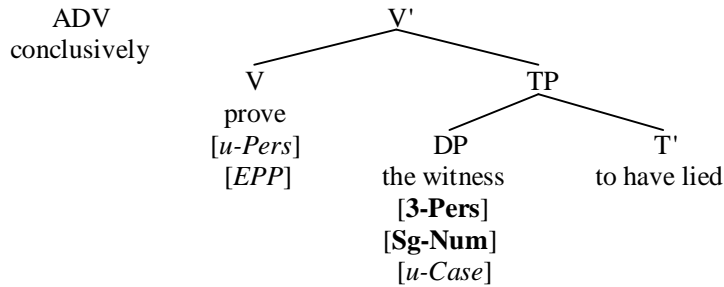 ADV V'
conclusively
V TP
prove
[u-Pers] DP T'
[EPP] the witness to have lied
[3-Pers]
[Sg-Num]
[u-Case]